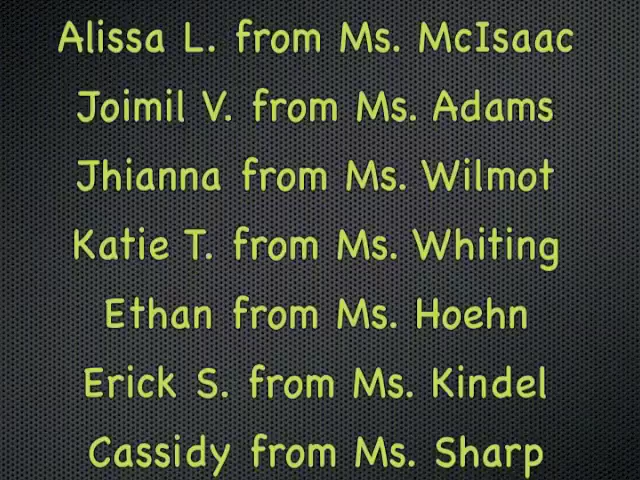 Alissa L. from Ms. McIsaac
Joimil V. from Ms. Adams
Jhianna from Ms. Wilmot
Katie T. from Ms. Whiting
Ethan from Ms. Hoehn
Erick S. from Ms. Kindel
Cassidy from Ms. Sharp